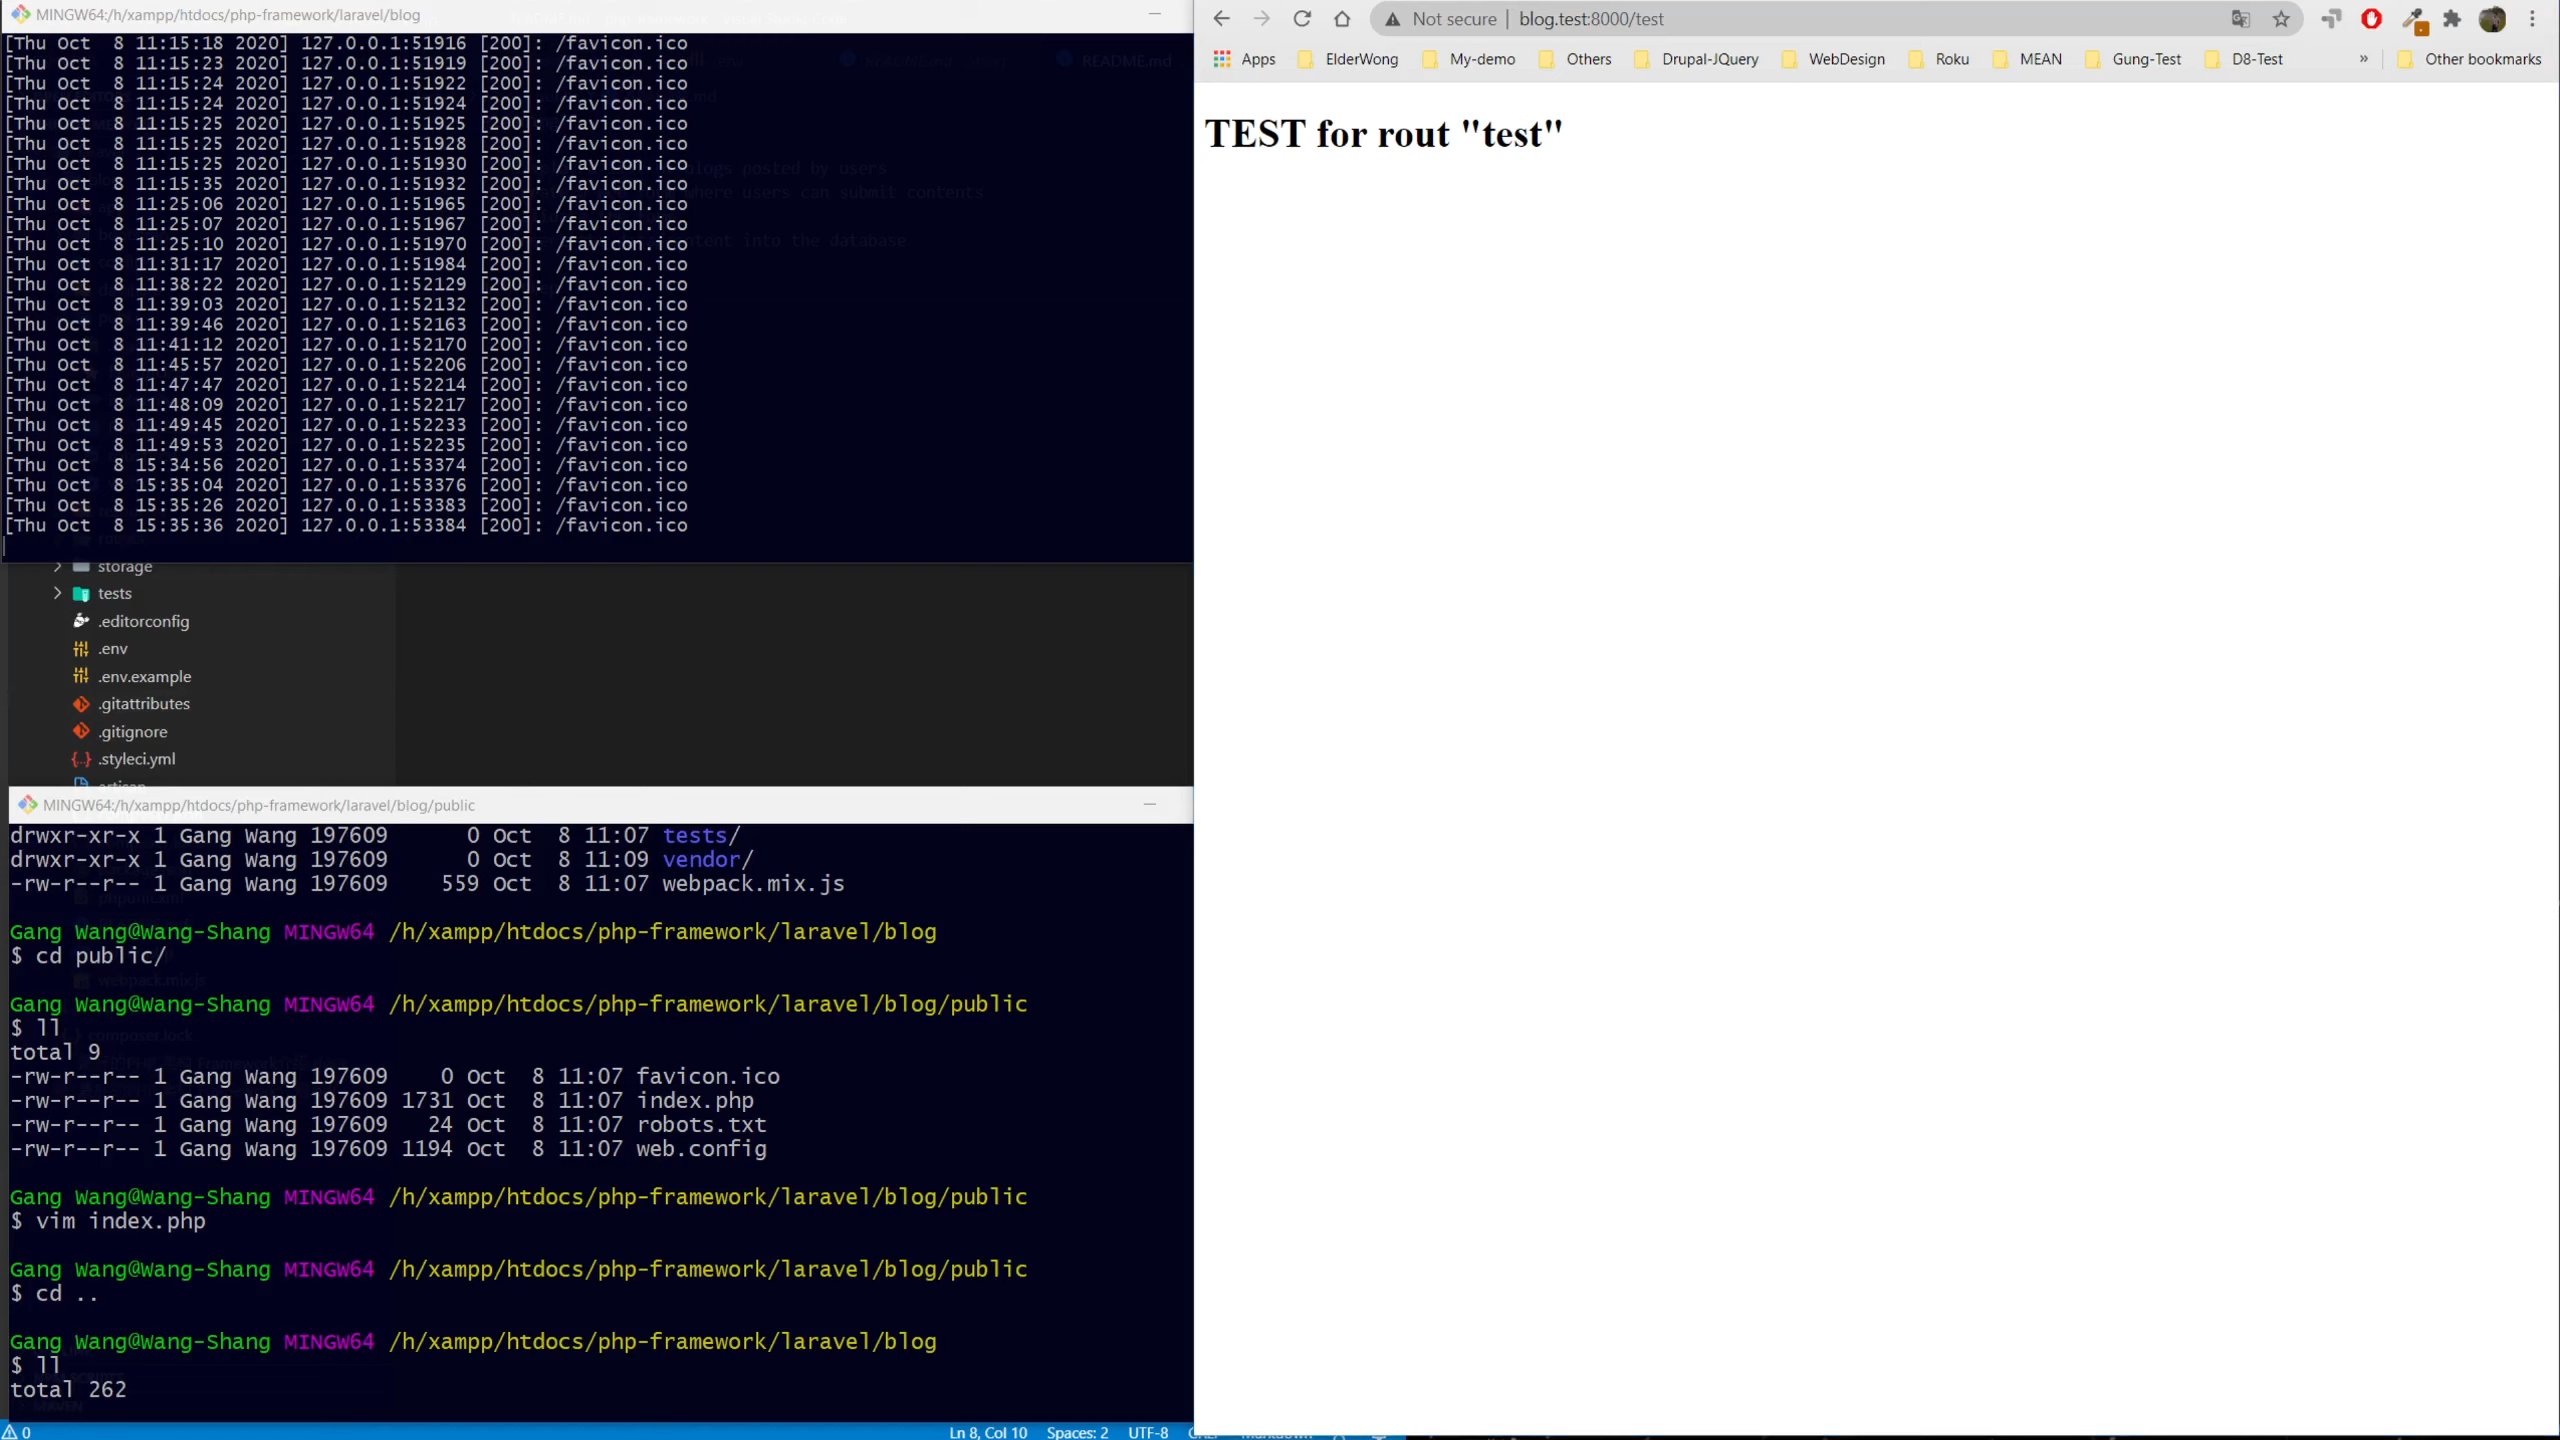 MINGW64:/h/xampp/htdocs/php-framework/laravel/blog
[Thu Oct  8 11:15:18 2020] 127.0.0.1:51916 [200]: /favicon.ico
[Thu Oct  8 11:15:23 2020] 127.0.0.1:51919 [200]: /favicon.ico
[Thu Oct  8 11:15:24 2020] 127.0.0.1:51922 [200]: /favicon.ico
[Thu Oct  8 11:15:24 2020] 127.0.0.1:51924 [200]: /favicon.ico
[Thu Oct  8 11:15:25 2020] 127.0.0.1:51925 [200]: /favicon.ico
[Thu Oct  8 11:15:25 2020] 127.0.0.1:51928 [200]: /favicon.ico
[Thu Oct  8 11:15:25 2020] 127.0.0.1:51930 [200]: /favicon.ico
[Thu Oct  8 11:15:35 2020] 127.0.0.1:51932 [200]: /favicon.ico
[Thu Oct  8 11:25:06 2020] 127.0.0.1:51965 [200]: /favicon.ico
[Thu Oct  8 11:25:07 2020] 127.0.0.1:51967 [200]: /favicon.ico
[Thu Oct  8 11:25:10 2020] 127.0.0.1:51970 [200]: /favicon.ico
[Thu Oct  8 11:31:17 2020] 127.0.0.1:51984 [200]: /favicon.ico
[Thu Oct  8 11:38:22 2020] 127.0.0.1:52129 [200]: /favicon.ico
[Thu Oct  8 11:39:03 2020] 127.0.0.1:52132 [200]: /favicon.ico
[Thu Oct  8 11:39:46 2020] 127.0.0.1:52163 [200]: /favicon.ico
[Thu Oct  8 11:41:12 2020] 127.0.0.1:52170 [200]: /favicon.ico
[Thu Oct  8 11:45:57 2020] 127.0.0.1:52206 [200]: /favicon.ico
[Thu Oct  8 11:47:47 2020] 127.0.0.1:52214 [200]: /favicon.ico
[Thu Oct  8 11:48:09 2020] 127.0.0.1:52217 [200]: /favicon.ico
[Thu Oct  8 11:49:45 2020] 127.0.0.1:52233 [200]: /favicon.ico
[Thu Oct  8 11:49:53 2020] 127.0.0.1:52235 [200]: /favicon.ico
[Thu Oct  8 15:34:56 2020] 127.0.0.1:53374 [200]: /favicon.ico
[Thu Oct  8 15:35:04 2020] 127.0.0.1:53376 [200]: /favicon.ico
[Thu Oct  8 15:35:26 2020] 127.0.0.1:53383 [200]: /favicon.ico
[Thu Oct  8 15:35:36 2020] 127.0.0.1:53384 [200]: /favicon.ico
README.md
blogs posted by users
where users can submit contents
into the database
storage
tests
.editorconfig
.env
.env.example
.gitattributes
.gitignore
.styleci.yml
artisan
MINGW64:/h/xampp/htdocs/php-framework/laravel/blog/public
drwxr-xr-x 1 Gang Wang 197609      0 Oct  8 11:07 tests/
drwxr-xr-x 1 Gang Wang 197609      0 Oct  8 11:09 vendor/
-rw-r--r-- 1 Gang Wang 197609    559 Oct  8 11:07 webpack.mix.js
Gang Wang@Wang-Shang MINGW64 /h/xampp/htdocs/php-framework/laravel/blog
$ cd public/
webpack.mix.js
Gang Wang@Wang-Shang MINGW64 /h/xampp/htdocs/php-framework/laravel/blog/public
$ ll
composer.lock
total 9
-rw-r--r-- 1 Gang Wang 197609    0 Oct  8 11:07 favicon.ico
-rw-r--r-- 1 Gang Wang 197609 1731 Oct  8 11:07 index.php
-rw-r--r-- 1 Gang Wang 197609   24 Oct  8 11:07 robots.txt
-rw-r--r-- 1 Gang Wang 197609 1194 Oct  8 11:07 web.config
Gang Wang@Wang-Shang MINGW64 /h/xampp/htdocs/php-framework/laravel/blog/public
$ vim index.php
Gang Wang@Wang-Shang MINGW64 /h/xampp/htdocs/php-framework/laravel/blog/public
$ cd ..
Gang Wang@Wang-Shang MINGW64 /h/xampp/htdocs/php-framework/laravel/blog
$ ll
total 262
MAVEN
0 Ln 8, Col 10 Spaces: 2 UTF-8 CRLF Markdown
Not secure | blog.test:8000/test
Apps ElderWong My-demo Others Drupal-JQuery WebDesign Roku MEAN Gung-Test D8-Test » Other bookmarks
TEST for rout "test"